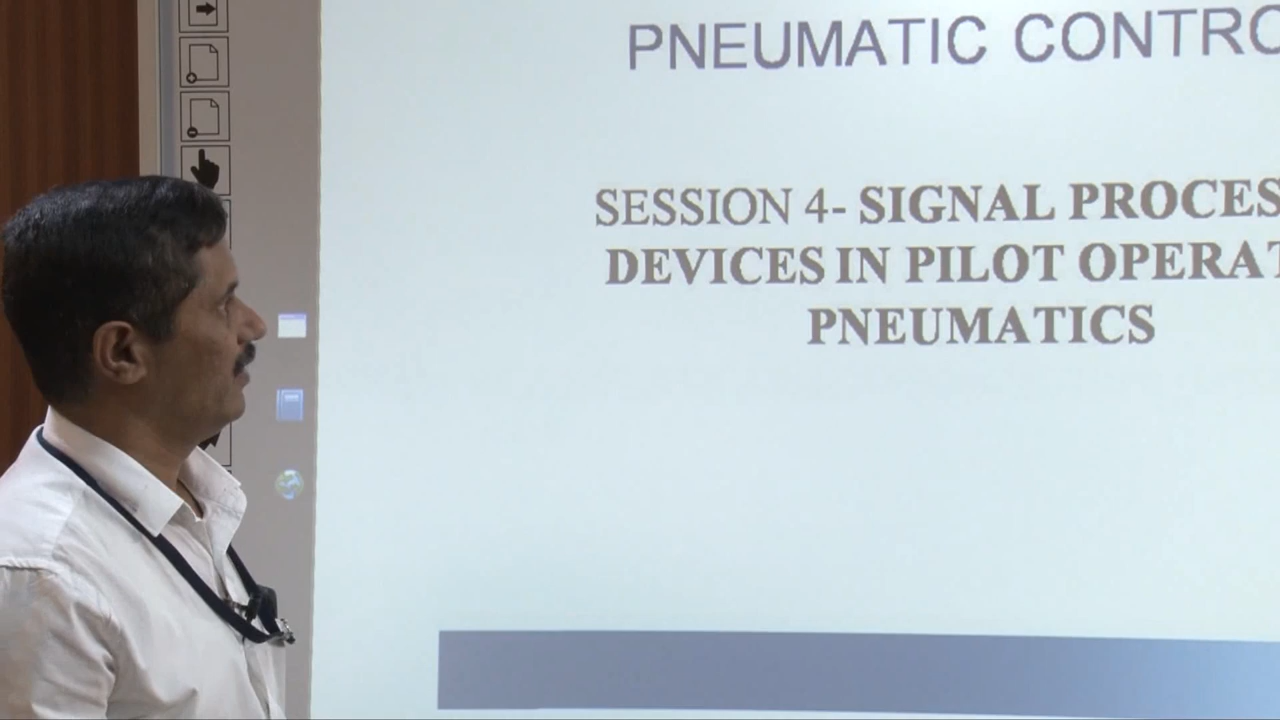 PNEUMATIC CONTRO
SESSION 4- SIGNAL PROCES
DEVICES IN PILOT OPERAT
PNEUMATICS